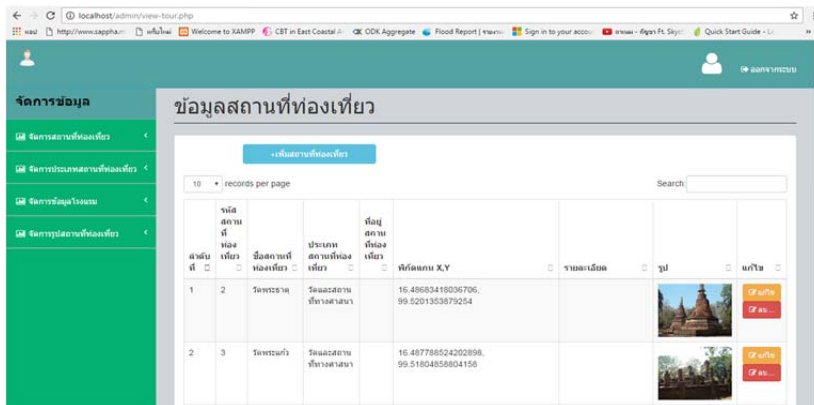 localhost/admin/view-tour.php
http://www.sappha
Welcome to XAMPP
CBT in East Coastal A
ODK Aggregate
Flood Report |
Sign in to your accou
Quick Start Guide - Li
ออกจากระบบ
จัดการข้อมูล
ข้อมูลสถานที่ท่องเที่ยว
จัดการสถานที่ท่องเที่ยว
จัดการประเภทสถานที่ท่องเที่ยว
จัดการข้อมูลโรงแรม
จัดการรูปสถานที่ท่องเที่ยว
+เพิ่มสถานที่ท่องเที่ยว
10 records per page
Search:
ลำดับ
ที่
รหัส
สถาน
ที่
ท่อง
เที่ยว
ชื่อสถานที่
ท่องเที่ยว
ประเภท
สถานที่ท่อง
เที่ยว
ที่อยู่
สถาน
ที่ท่อง
เที่ยว
พิกัดแกน X,Y
รายละเอียด
รูป
แก้ไข
1
2
วัดพระธาตุ
วัดและสถาน
ที่ทางศาสนา
16.48683418036706,
99.5201353879254
แก้ไข
ลบ...
2
3
วัดพระแก้ว
วัดและสถาน
ที่ทางศาสนา
16.487788524202898,
99.51804858804158
แก้ไข
ลบ...